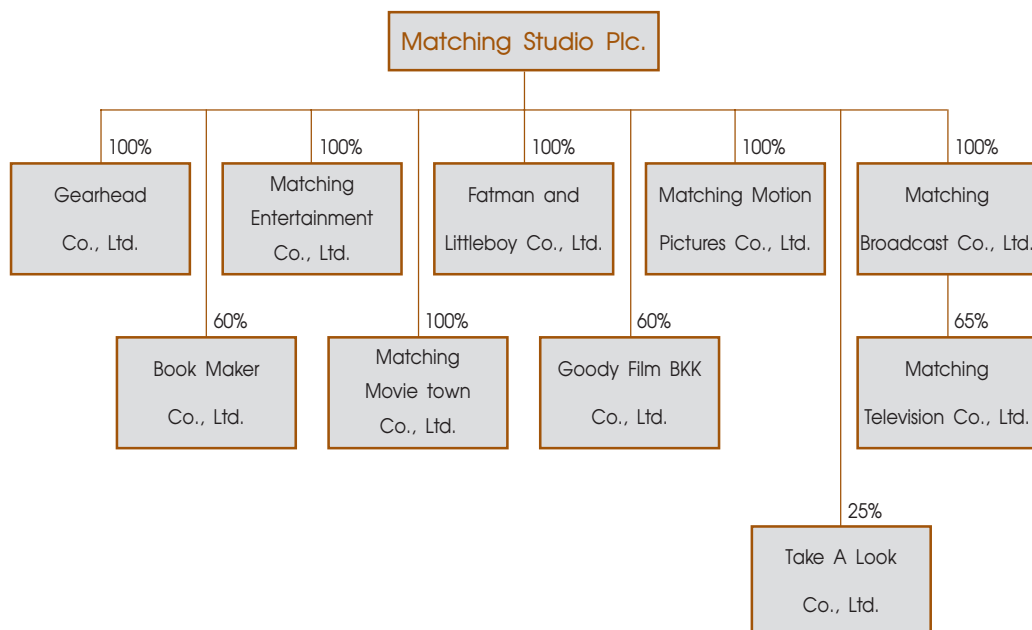 Matching Studio Plc.
100%
Gearhead
Co., Ltd.
100%
Matching
Entertainment
Co., Ltd.
100%
Fatman and
Littleboy Co., Ltd.
100%
Matching Motion
Pictures Co., Ltd.
100%
Matching
Broadcast Co., Ltd.
60%
Book Maker
Co., Ltd.
100%
Matching
Movie town
Co., Ltd.
60%
Goody Film BKK
Co., Ltd.
65%
Matching
Television Co., Ltd.
25%
Take A Look
Co., Ltd.